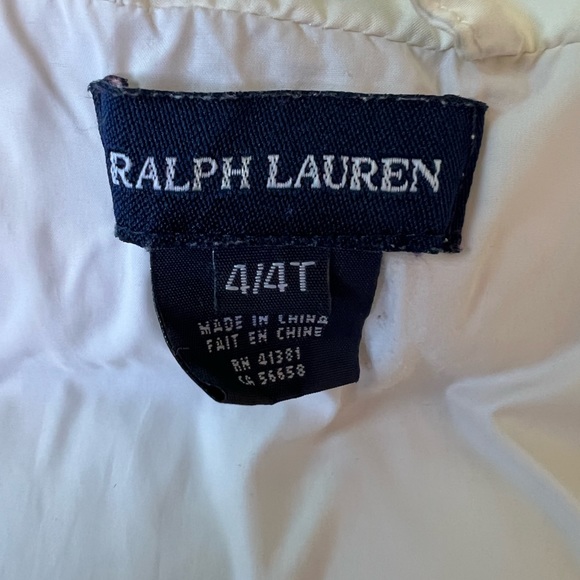 RALPH LAUREN
4/4T
MADE IN CHINA
FAIT EN CHINE
RN 41381
CA 56658